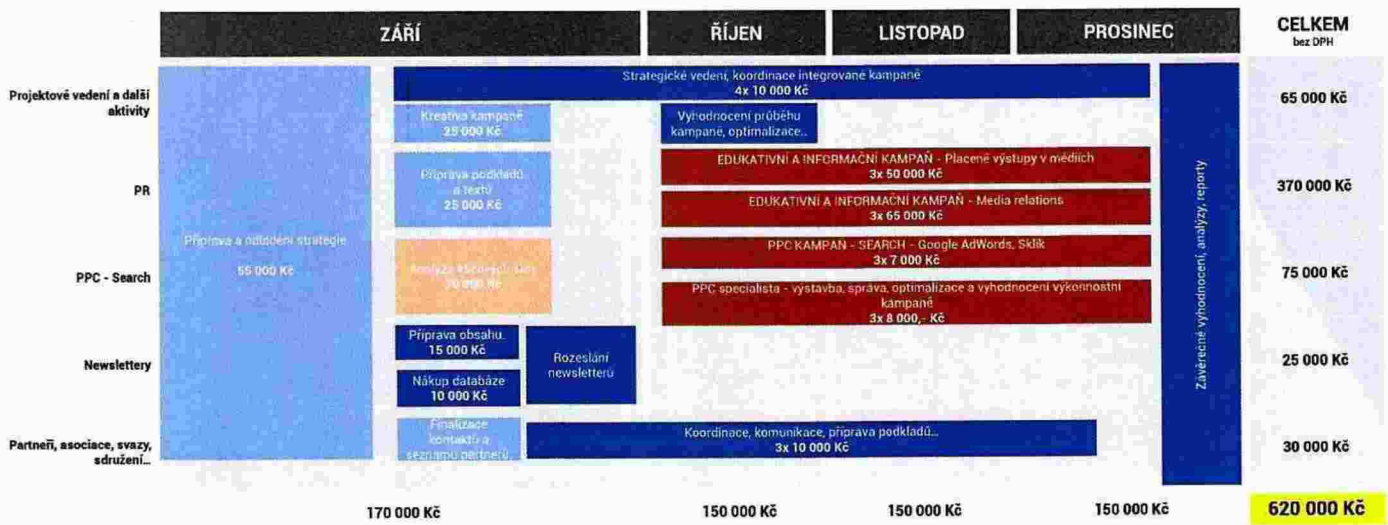 ZÁŘÍ
ŘÍJEN
LISTOPAD
PROSINEC
CELKEM
bez DPH
Projektové vedení a další
aktivity
Strategické vedení, koordinace integrované kampaně
4x 10 000 Kč
65 000 Kč
Kreativa kampaně
25 000 Kč
Vyhodnocení průběhu
kampaně, optimalizace..
PR
Příprava podkladů
a textů
25 000 Kč
EDUKATIVNÍ A INFORMAČNÍ KAMPAŇ - Placené výstupy v médiích
3x 50 000 Kč
EDUKATIVNÍ A INFORMAČNÍ KAMPAŇ - Media relations
3x 65 000 Kč
370 000 Kč
Příprava a odladění strategie
55 000 Kč
PPC - Search
Analýza klíčových slov
30 000 Kč
PPC KAMPAŇ - SEARCH - Google AdWords, Sklik
3x 7 000 Kč
PPC specialista - výstavba, správa, optimalizace a vyhodnocení výkonnostní
kampaně
3x 8 000,- Kč
75 000 Kč
Newslettery
Příprava obsahu.
15 000 Kč
Nákup databáze
10 000 Kč
Rozeslání
newsletterů
25 000 Kč
Partneři, asociace, svazy,
sdružení...
Finalizace
kontaktů a
seznamu partnerů,
Koordinace, komunikace, příprava podkladů...
3x 10 000 Kč
30 000 Kč
Závěrečné vyhodnocení, analýzy, reporty
170 000 Kč
150 000 Kč
150 000 Kč
150 000 Kč
620 000 Kč